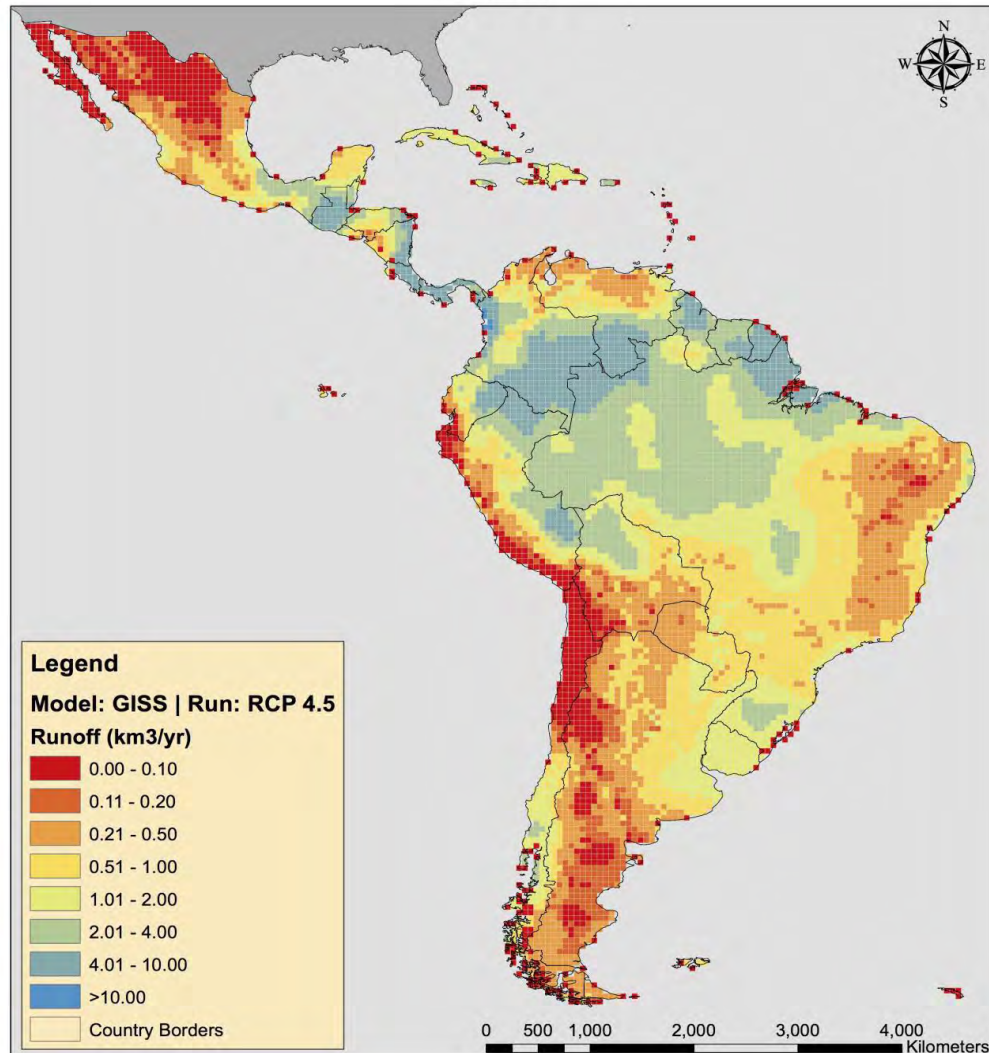 N
W E
S
Legend
Model: GISS | Run: RCP 4.5
Runoff (km3/yr)
0.00 - 0.10
0.11 - 0.20
0.21 - 0.50
0.51 - 1.00
1.01 - 2.00
2.01 - 4.00
4.01 - 10.00
>10.00
Country Borders
0 500 1,000 2,000 3,000 4,000
Kilometers